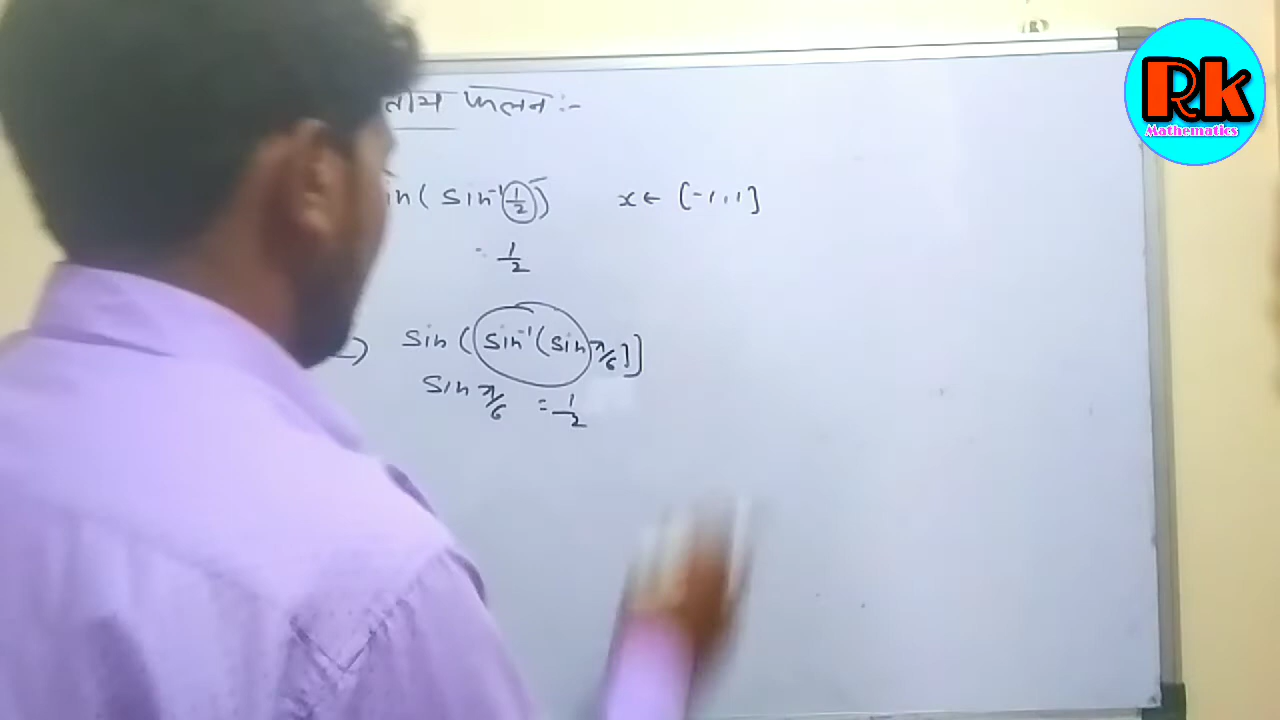 फलन :-
in( sin⁻¹ 1/2 ) x ∈ [-1, 1]
= 1/2
⇒ sin ( sin⁻¹ ( sin π/6 ] ]
sin π/6 = 1/2
Rk
Mathematics